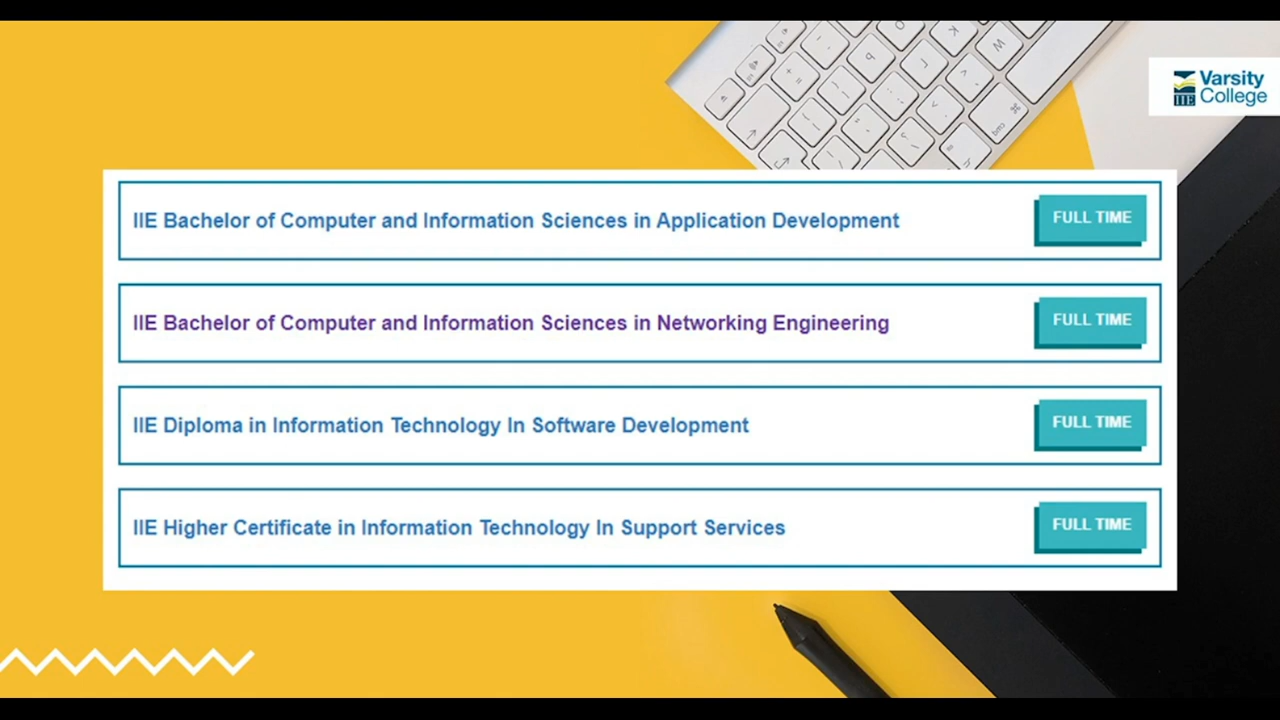 Varsity
College
IIE
IIE Bachelor of Computer and Information Sciences in Application Development
FULL TIME
IIE Bachelor of Computer and Information Sciences in Networking Engineering
FULL TIME
IIE Diploma in Information Technology In Software Development
FULL TIME
IIE Higher Certificate in Information Technology In Support Services
FULL TIME